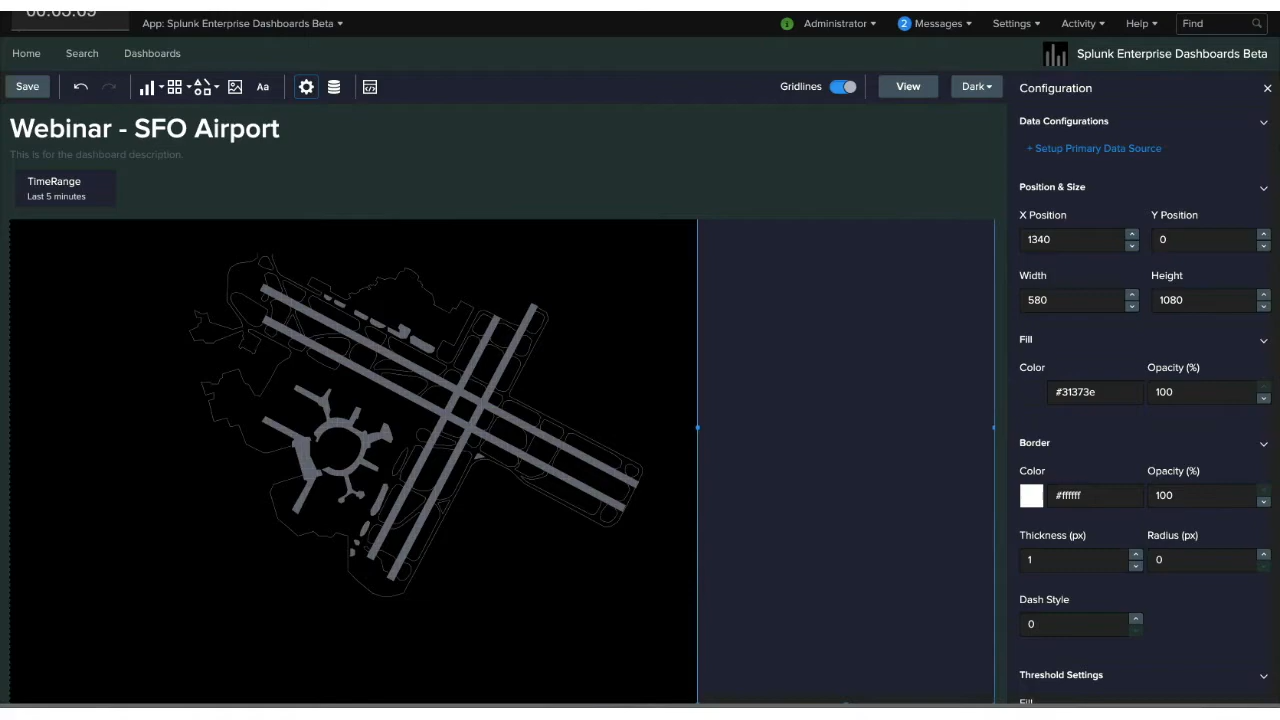 App: Splunk Enterprise Dashboards Beta
i Administrator 2 Messages Settings Activity Help Find
Home Search Dashboards Splunk Enterprise Dashboards Beta
Save Aa Gridlines View Dark Configuration
Webinar - SFO Airport
This is for the dashboard description.
TimeRange
Last 5 minutes
Data Configurations
+ Setup Primary Data Source
Position & Size
X Position Y Position
1340 0
Width Height
580 1080
Fill
Color Opacity (%)
#31373e 100
Border
Color Opacity (%)
#ffffff 100
Thickness (px) Radius (px)
1 0
Dash Style
0
Threshold Settings
Fill